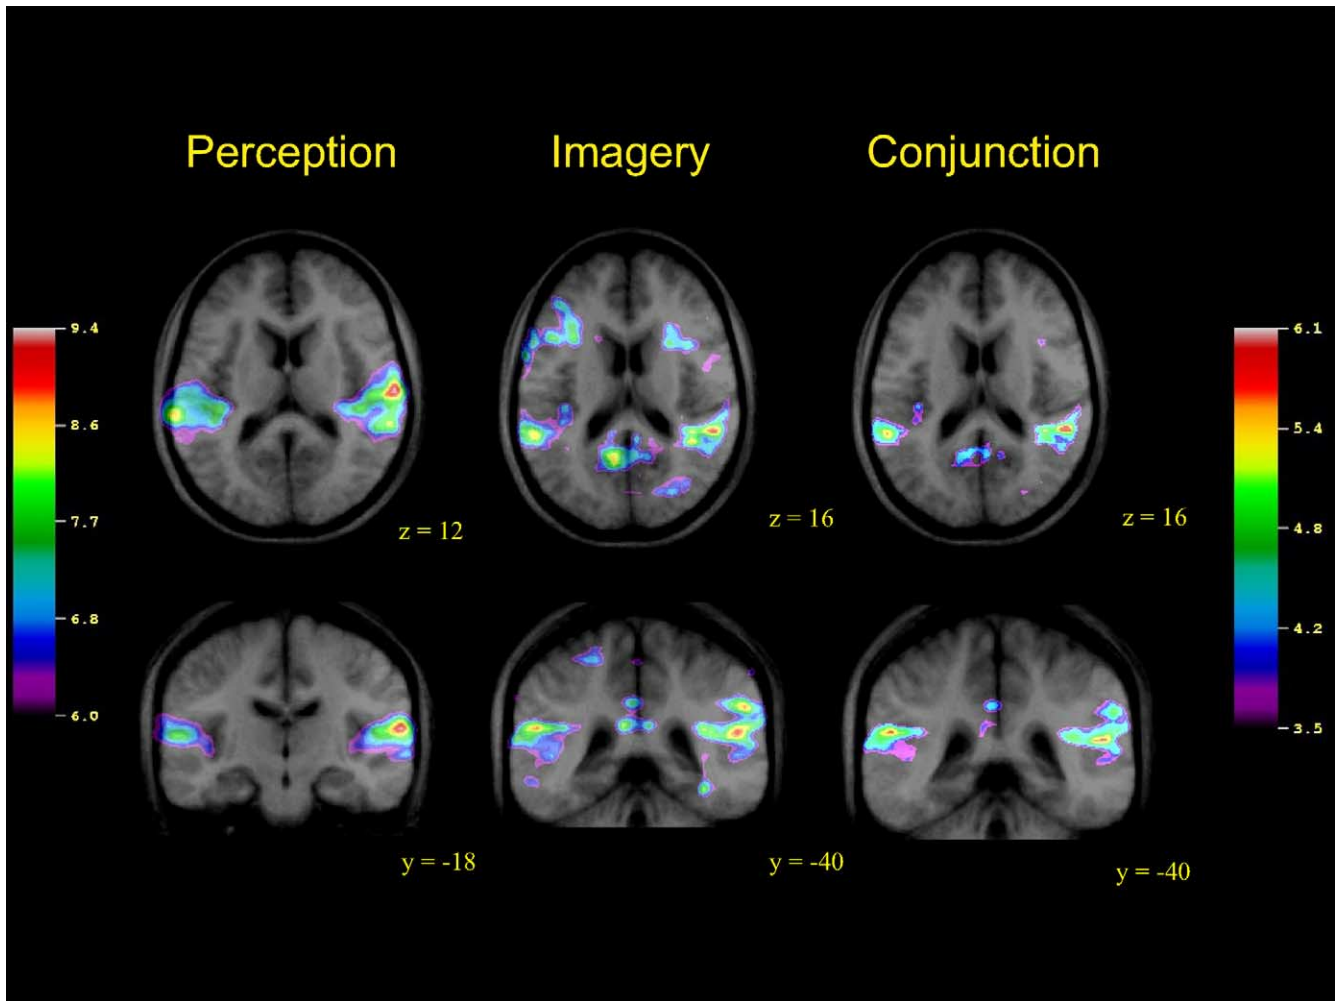 Perception Imagery Conjunction
9.4
8.6
7.7
6.8
6.0
6.1
5.4
4.8
4.2
3.5
z = 12
z = 16
z = 16
y = -18
y = -40
y = -40